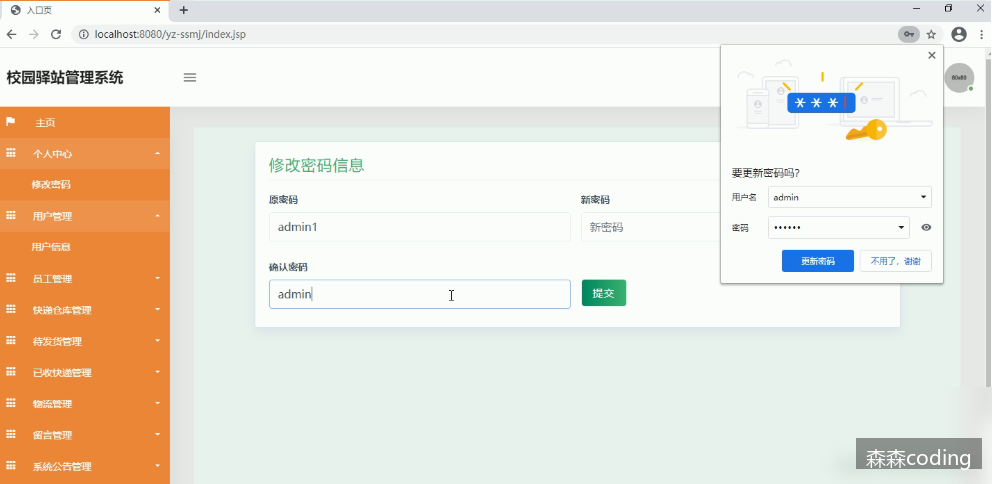 入口页
localhost:8080/yz-ssmj/index.jsp
校园驿站管理系统
主页
个人中心
修改密码
用户管理
用户信息
员工管理
快递仓库管理
待发货管理
已收快递管理
物流管理
留言管理
系统公告管理
修改密码信息
原密码
admin1
新密码
新密码
确认密码
admin
提交
***
要更新密码吗?
用户名
admin
密码
••••••
更新密码
不用了，谢谢
80x80
森森coding